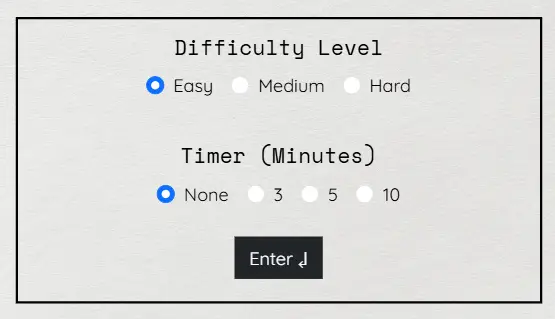 Difficulty Level
Easy Medium Hard
Timer (Minutes)
None 3 5 10
Enter